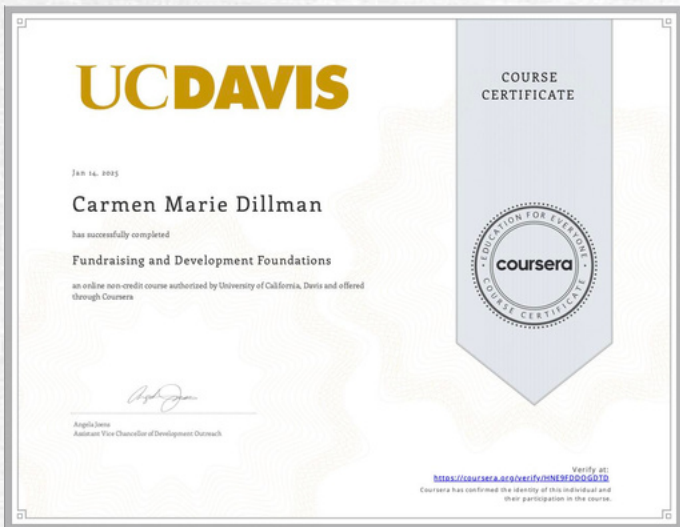 UCDAVIS
COURSE
CERTIFICATE
Jan 14, 2025
Carmen Marie Dillman
has successfully completed
Fundraising and Development Foundations
an online non-credit course authorized by University of California, Davis and offered
through Coursera
EDUCATION FOR EVERYONE
coursera
COURSE CERTIFICATE
Angela Joens
Assistant Vice Chancellor of Development Outreach
Verify at:
https://coursera.org/verify/HNE9FDDOGDTD
Coursera has confirmed the identity of this individual and
their participation in the course.